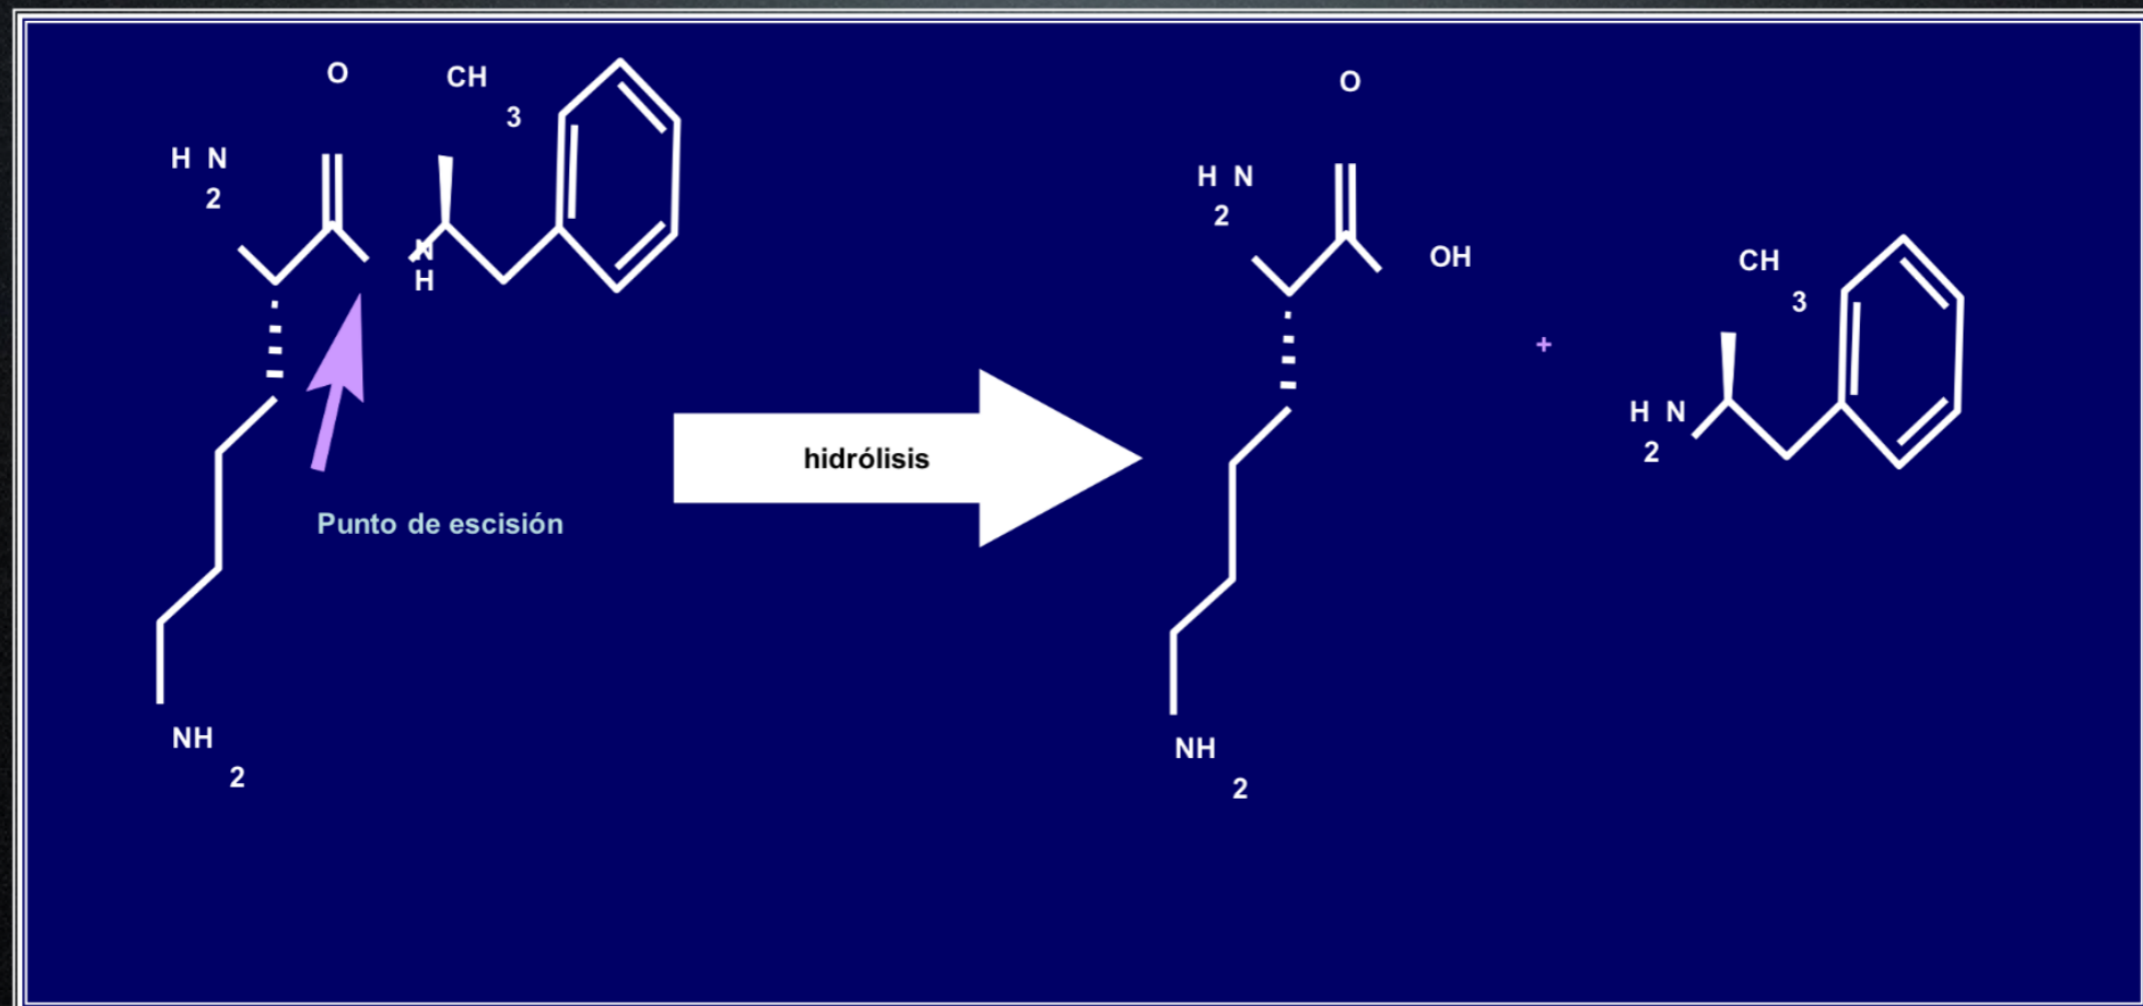 O
CH
3
H N
2
N
H
Punto de escisión
NH
2
hidrólisis
O
H N
2
OH
NH
2
+
CH
3
H N
2